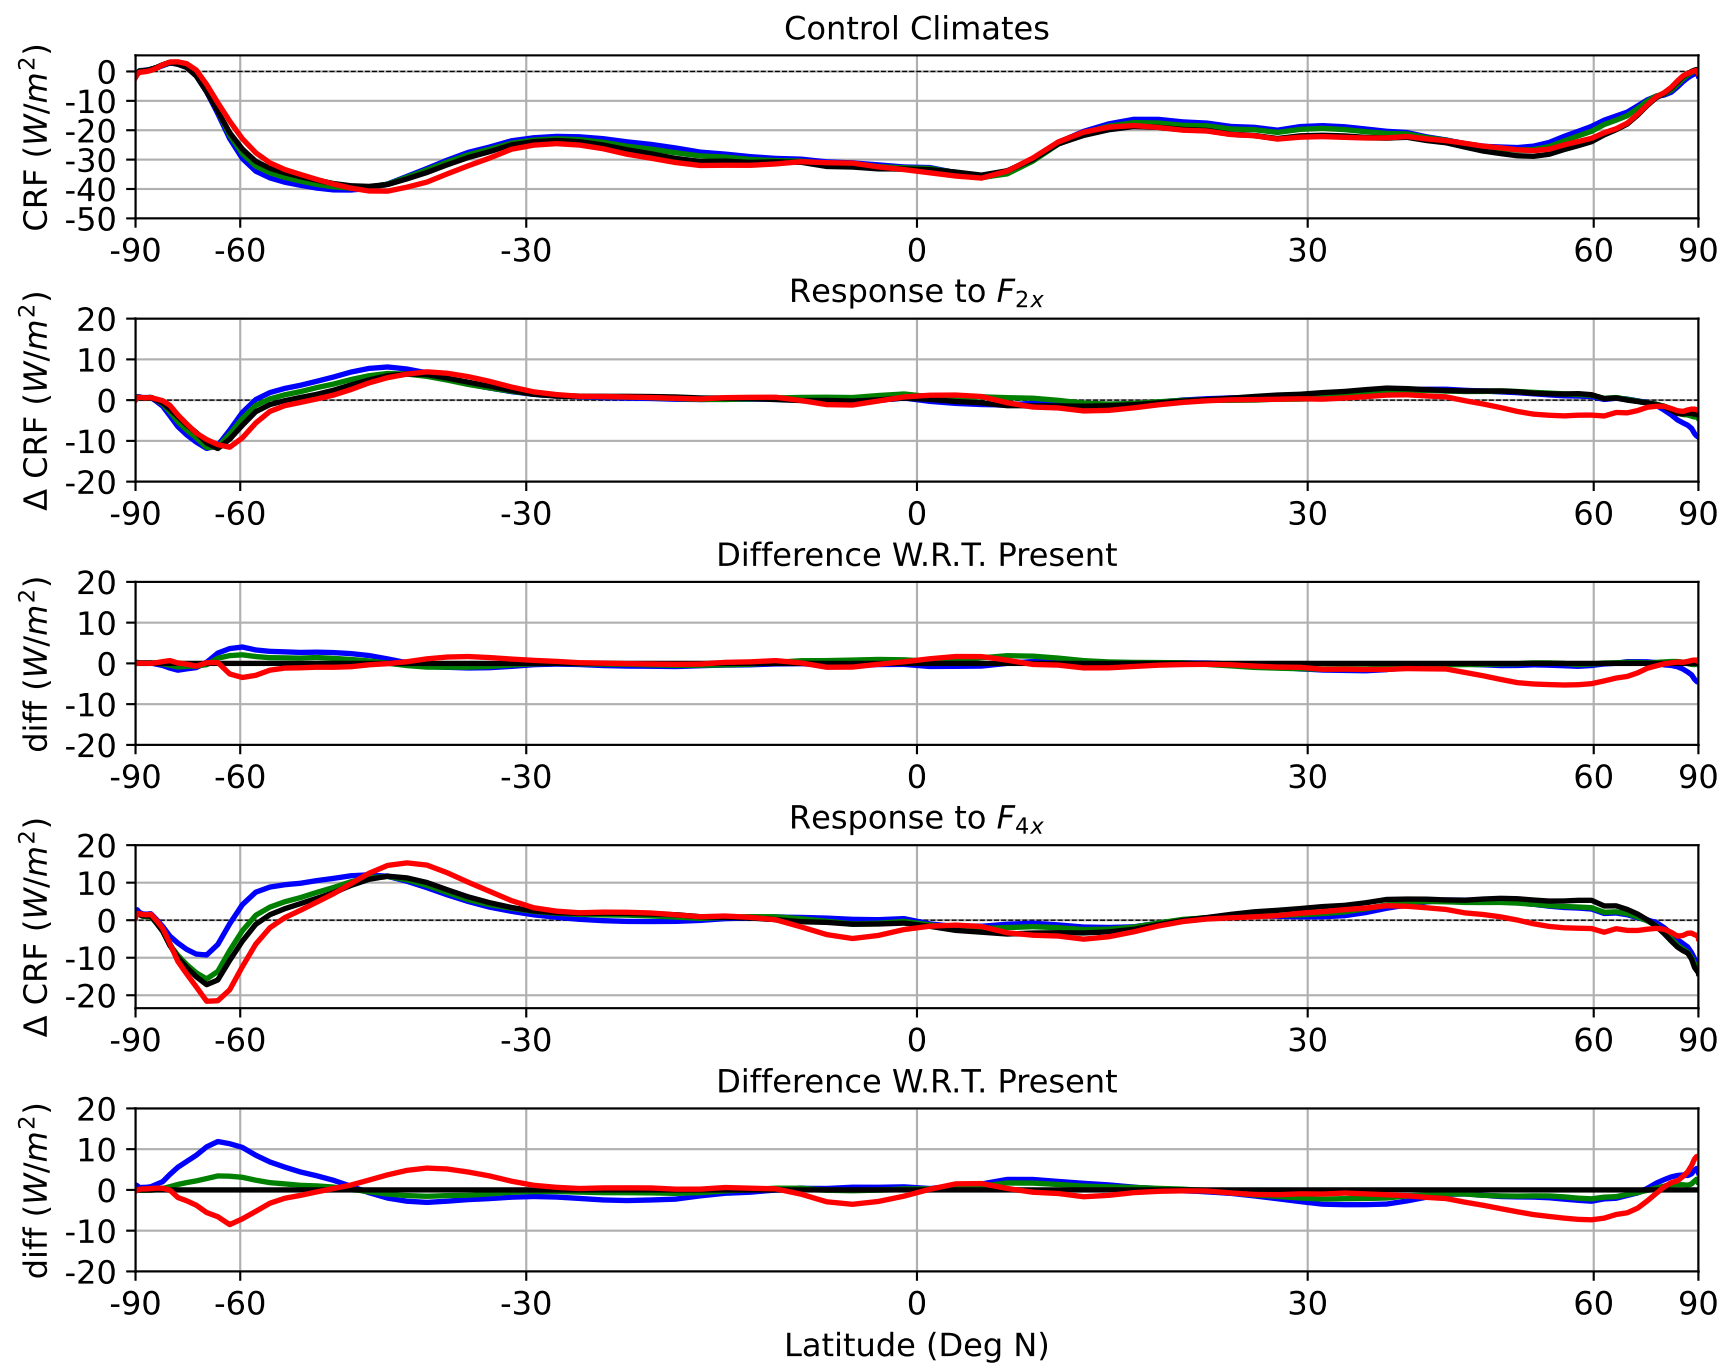 Control Climates
CRF (W/m²)
0
-10
-20
-30
-40
-50
-90 -60 -30 0 30 60 90
Response to F₂ₓ
Δ CRF (W/m²)
20
10
0
-10
-20
-90 -60 -30 0 30 60 90
Difference W.R.T. Present
diff (W/m²)
20
10
0
-10
-20
-90 -60 -30 0 30 60 90
Response to F₄ₓ
Δ CRF (W/m²)
20
10
0
-10
-20
-90 -60 -30 0 30 60 90
Difference W.R.T. Present
diff (W/m²)
20
10
0
-10
-20
-90 -60 -30 0 30 60 90
Latitude (Deg N)